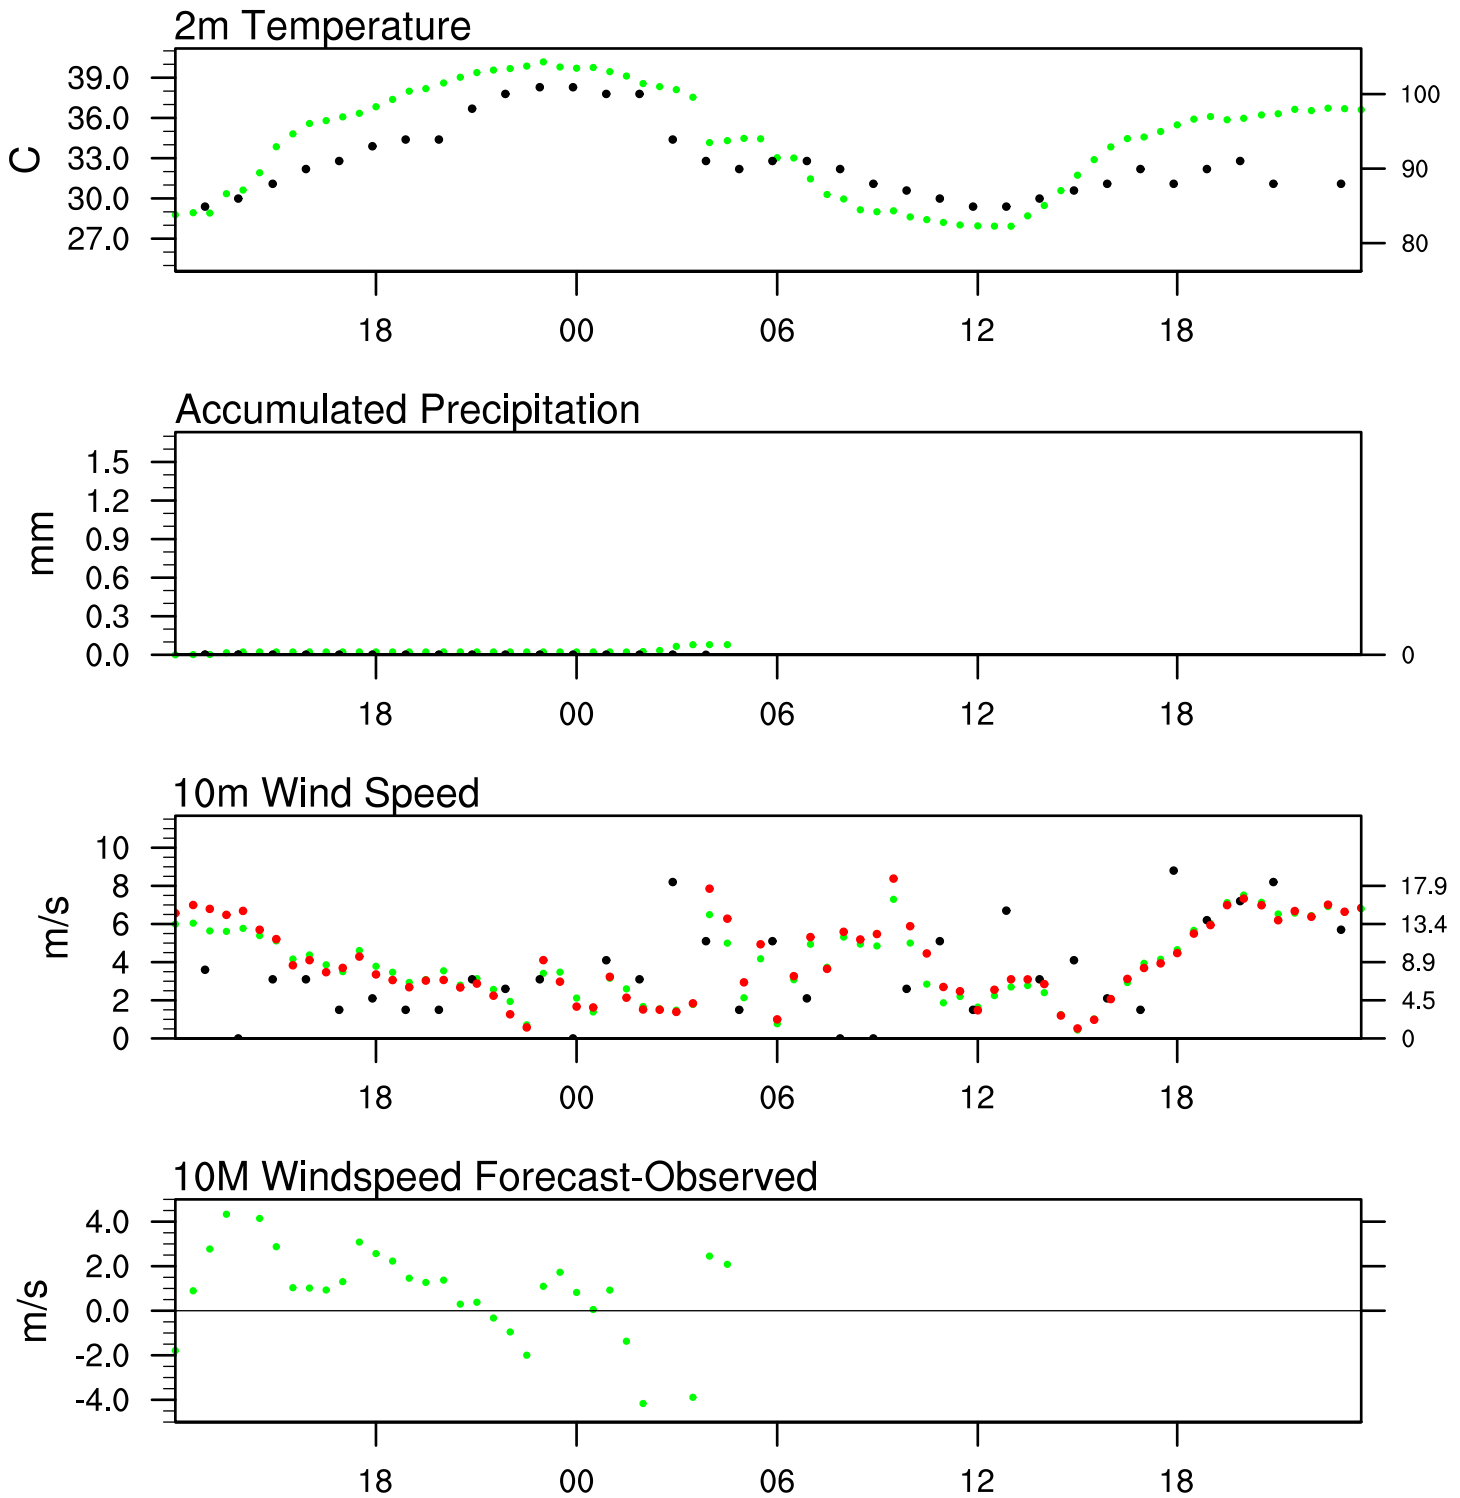 2m Temperature
39.0
36.0
33.0
30.0
27.0
C
100
90
80
18 00 06 12 18
Accumulated Precipitation
1.5
1.2
0.9
0.6
0.3
0.0
mm
0
18 00 06 12 18
10m Wind Speed
10
8
6
4
2
0
m/s
17.9
13.4
8.9
4.5
0
18 00 06 12 18
10M Windspeed Forecast-Observed
4.0
2.0
0.0
-2.0
-4.0
m/s
18 00 06 12 18